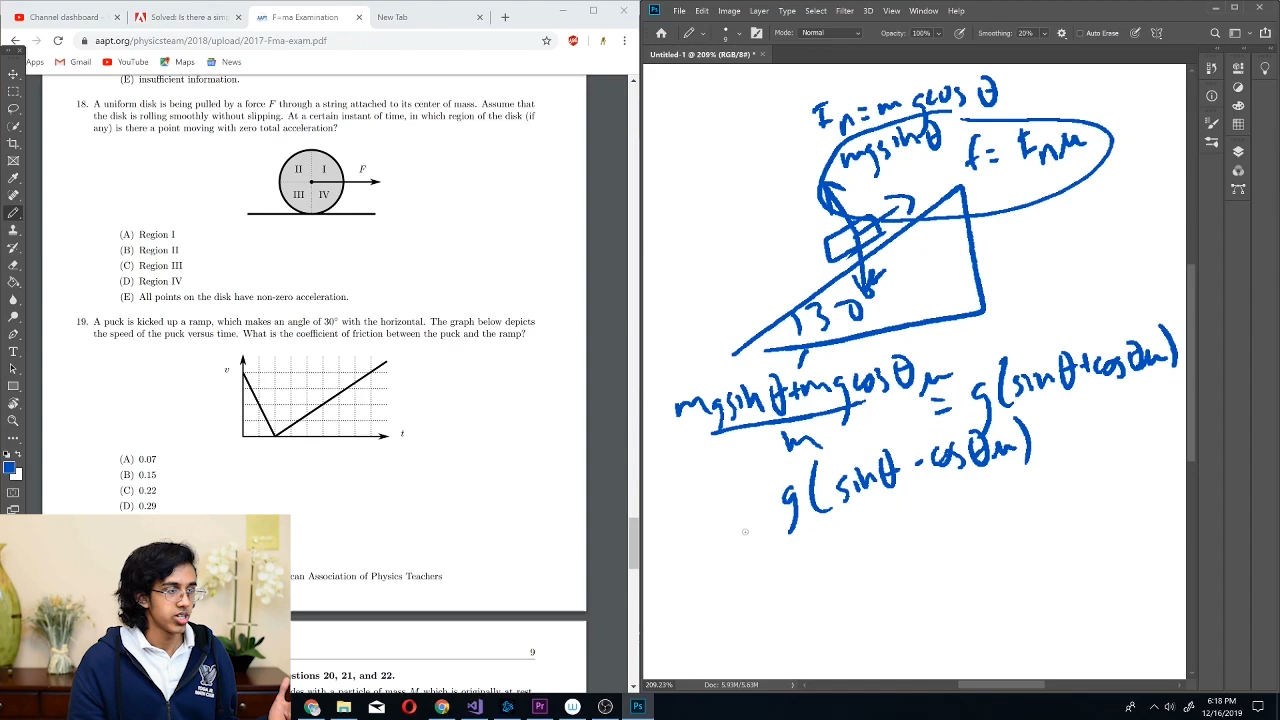 Channel dashboard - Solved: Is there a simp F=ma Examination New Tab
aapt.org/physicsteam/2018/upload/2017-Fma-exam.pdf
Apps Gmail YouTube Maps News
(E) insufficient information.
18. A uniform disk is being pulled by a force F through a string attached to its center of mass. Assume that
the disk is rolling smoothly without slipping. At a certain instant of time, in which region of the disk (if
any) is there a point moving with zero total acceleration?
II I F
III IV
(A) Region I
(B) Region II
(C) Region III
(D) Region IV
(E) All points on the disk have non-zero acceleration.
19. A puck is kicked up a ramp, which makes an angle of 30° with the horizontal. The graph below depicts
the speed of the puck versus time. What is the coefficient of friction between the puck and the ramp?
v
t
(A) 0.07
(B) 0.15
(C) 0.22
(D) 0.29
can Association of Physics Teachers
9
stions 20, 21, and 22.
Ps File Edit Image Layer Type Select Filter 3D View Window Help
9 Mode: Normal Opacity: 100% Smoothing: 20% Auto Erase
Untitled-1 @ 209% (RGB/8#) *
Fn = mg cos θ
mg sin θ
f = Fn μ
30
mg sin θ + mg cos θ μ
m
= g(sin θ + cos θ μ)
g(sin θ - cos θ μ)
209.23% Doc: 5.93M/5.63M
6:18 PM
12/16/2019